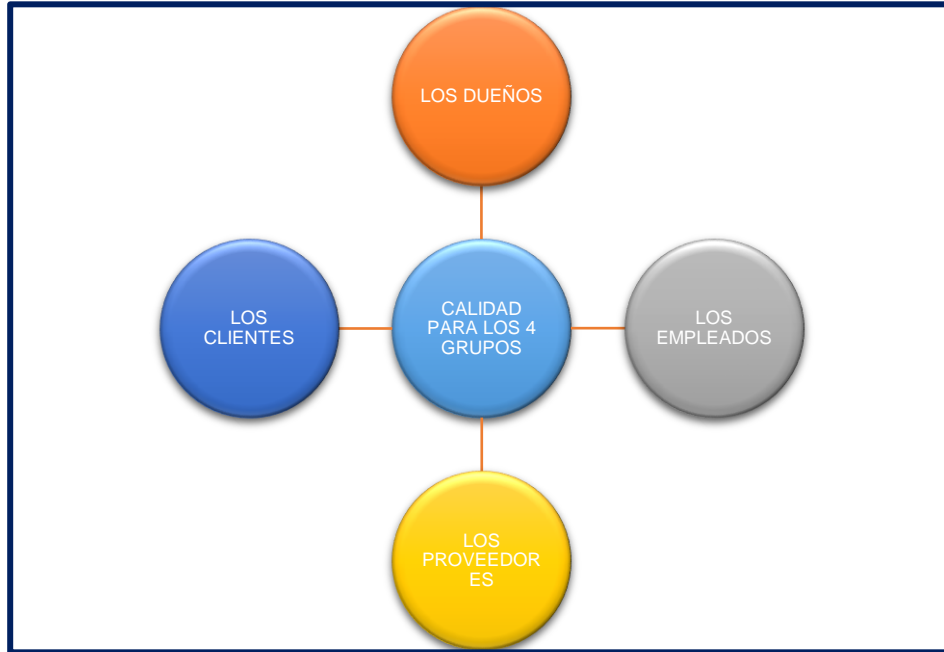 LOS DUEÑOS
LOS
CLIENTES
CALIDAD
PARA LOS 4
GRUPOS
LOS
EMPLEADOS
LOS
PROVEEDOR
ES